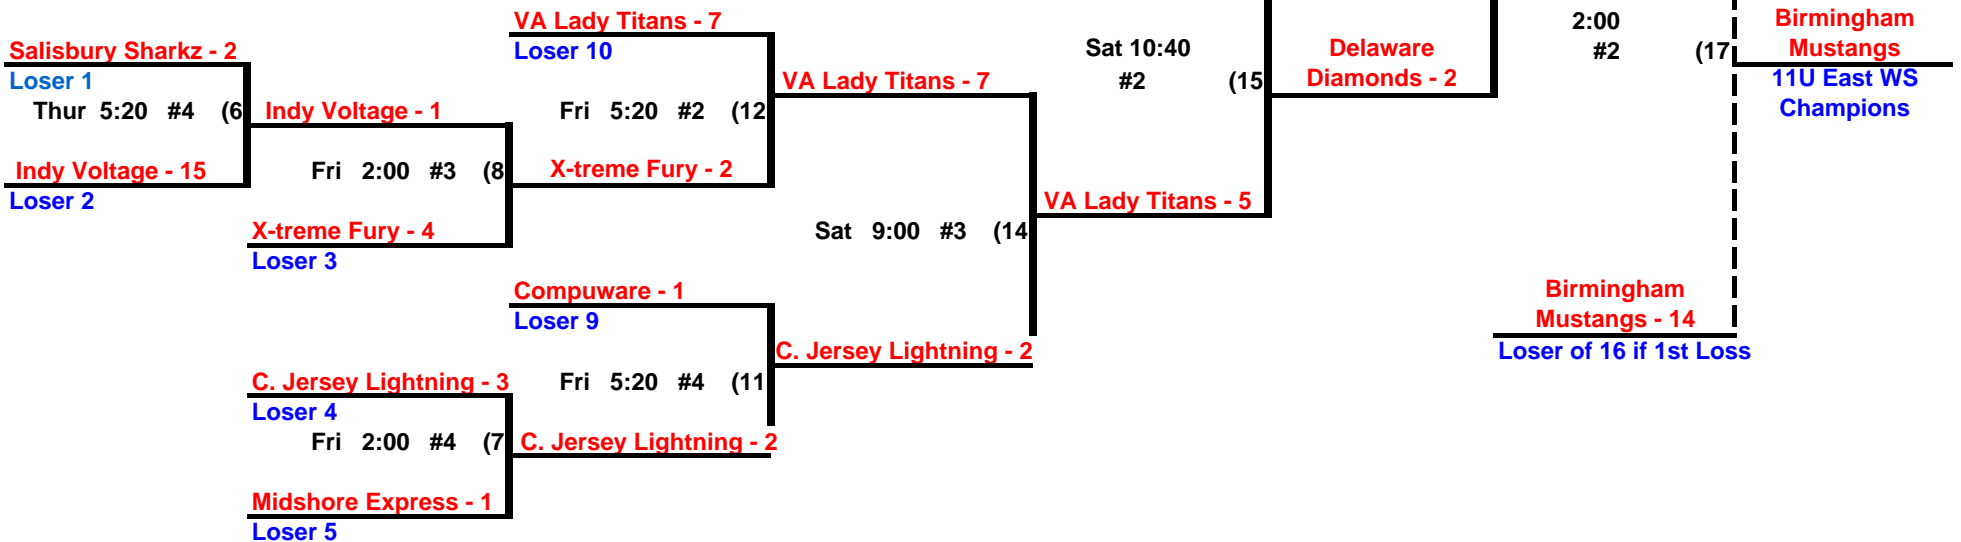 VA Lady Titans - 7
Loser 10
2:00
#2 (17
Birmingham
Mustangs
11U East WS
Champions
Salisbury Sharkz - 2
Loser 1
Sat 10:40
#2 (15
Delaware
Diamonds - 2
VA Lady Titans - 7
Thur 5:20 #4 (6
Indy Voltage - 1
Fri 5:20 #2 (12
Indy Voltage - 15
Loser 2
Fri 2:00 #3 (8
X-treme Fury - 2
VA Lady Titans - 5
X-treme Fury - 4
Loser 3
Sat 9:00 #3 (14
Compuware - 1
Loser 9
Birmingham
Mustangs - 14
Loser of 16 if 1st Loss
C. Jersey Lightning - 2
C. Jersey Lightning - 3
Loser 4
Fri 5:20 #4 (11
Fri 2:00 #4 (7
C. Jersey Lightning - 2
Midshore Express - 1
Loser 5